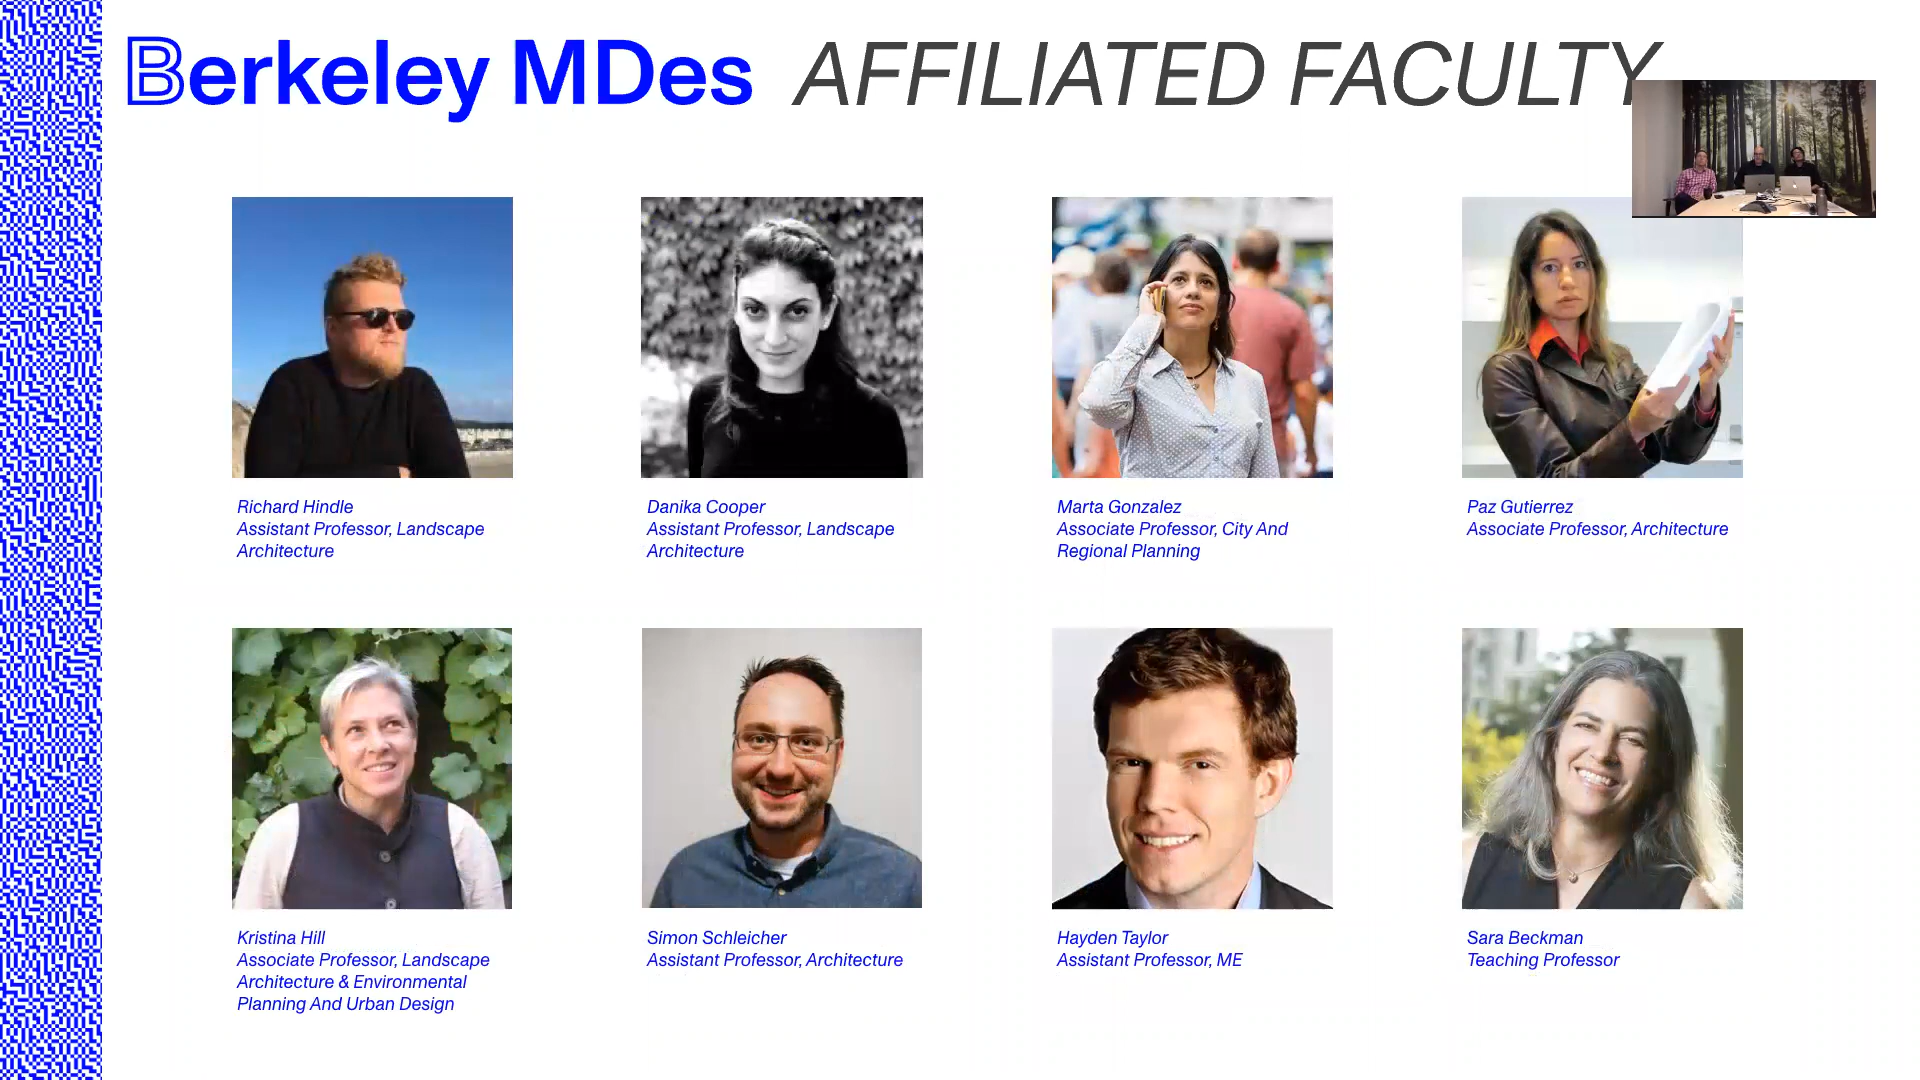 Berkeley MDes AFFILIATED FACULTY
Richard Hindle
Assistant Professor, Landscape
Architecture
Danika Cooper
Assistant Professor, Landscape
Architecture
Marta Gonzalez
Associate Professor, City And
Regional Planning
Paz Gutierrez
Associate Professor, Architecture
Kristina Hill
Associate Professor, Landscape
Architecture & Environmental
Planning And Urban Design
Simon Schleicher
Assistant Professor, Architecture
Hayden Taylor
Assistant Professor, ME
Sara Beckman
Teaching Professor